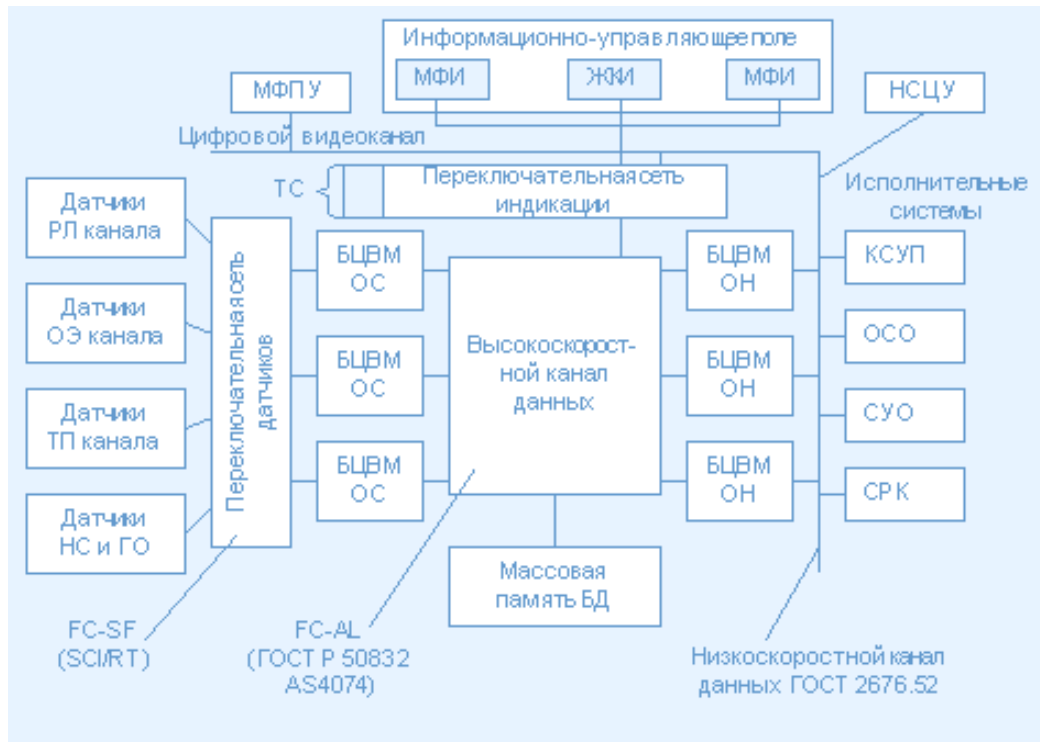 Информационно-управляющее поле
МФИ
ЖКИ
МФИ
МФПУ
НСЦУ
Цифровой видеоканал
ТС
Переключательная сеть
индикации
Исполнительные
системы
Датчики
РЛ канала
Датчики
ОЭ канала
Датчики
ТП канала
Датчики
НС и ГО
Переключательная сеть
датчиков
БЦВМ
ОС
БЦВМ
ОС
БЦВМ
ОС
Высокоскорост-
ной канал
данных
БЦВМ
ОН
БЦВМ
ОН
БЦВМ
ОН
КСУП
ОСО
СУО
СРК
Массовая
память БД
FC-SF
(SCI/RT)
FC-AL
(ГОСТ Р 50832
AS4074)
Низкоскоростной канал
данных ГОСТ 2676.52